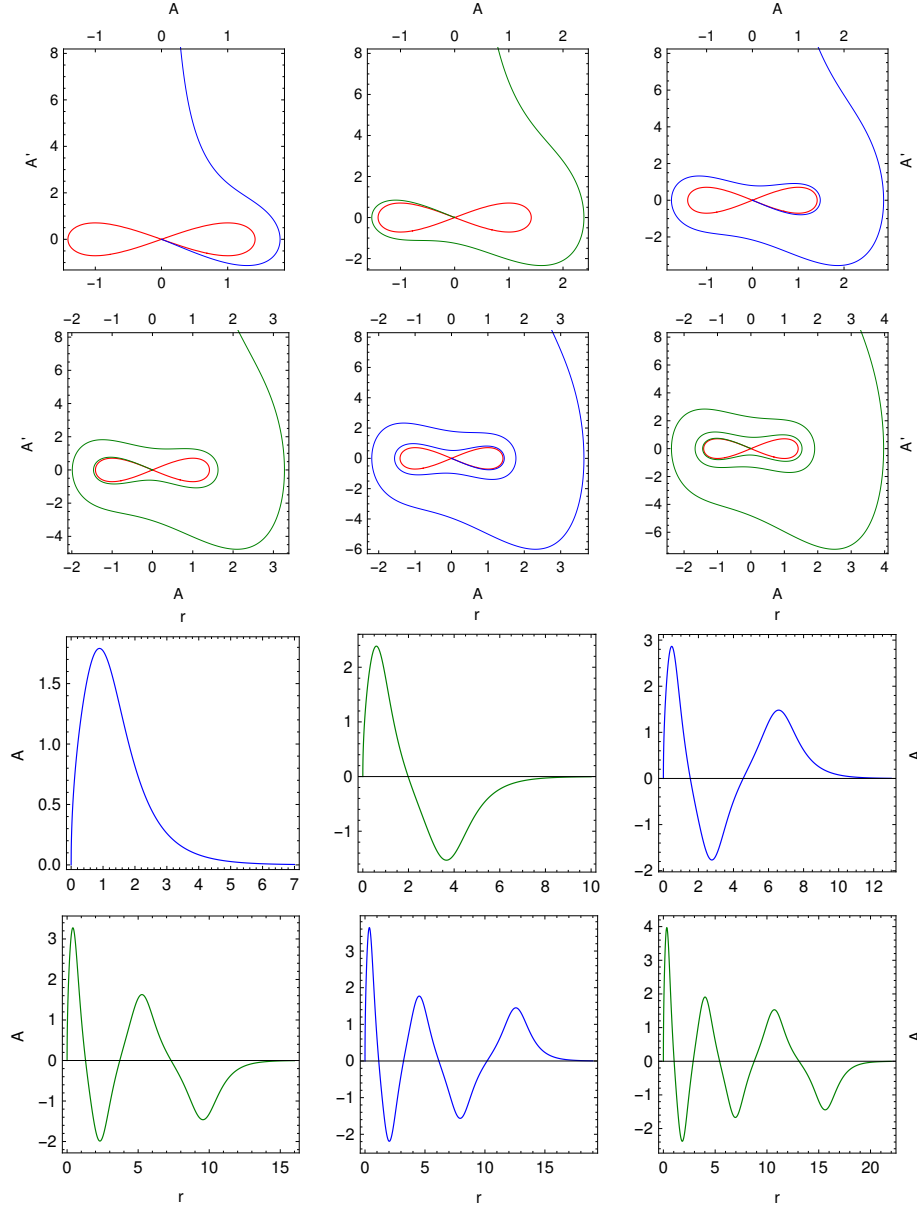 A A A
−1 0 1 −1 0 1 2 −1 0 1 2
8 8 8
6 6 6
4 4 4
A' 2 2 2 A'
0 0 0
−2 −2
−1 0 1 −1 0 1 2 −1 0 1 2
−2 −1 0 1 2 3 −2 −1 0 1 2 3 −2 −1 0 1 2 3 4
8 8 8
6 6 6
4 4 4
A' 2 2 2 A'
0 0 0
−2 −2 −2
−4 −4 −4
−6 −6
−2 −1 0 1 2 3 −2 −1 0 1 2 3 −2 −1 0 1 2 3 4
A A A
r r r
1.5 2 3
A 1.0 1 2 A
0.5 0 1
0.0 −1 0
−1
−2
0 1 2 3 4 5 6 7 0 2 4 6 8 10 0 2 4 6 8 10 12
3 3 4
2 2 3
A 1 1 2 A
0 0 1
−1 −1 0
−2 −2 −1
−2
0 5 10 15 0 5 10 15 0 5 10 15 20
r r r